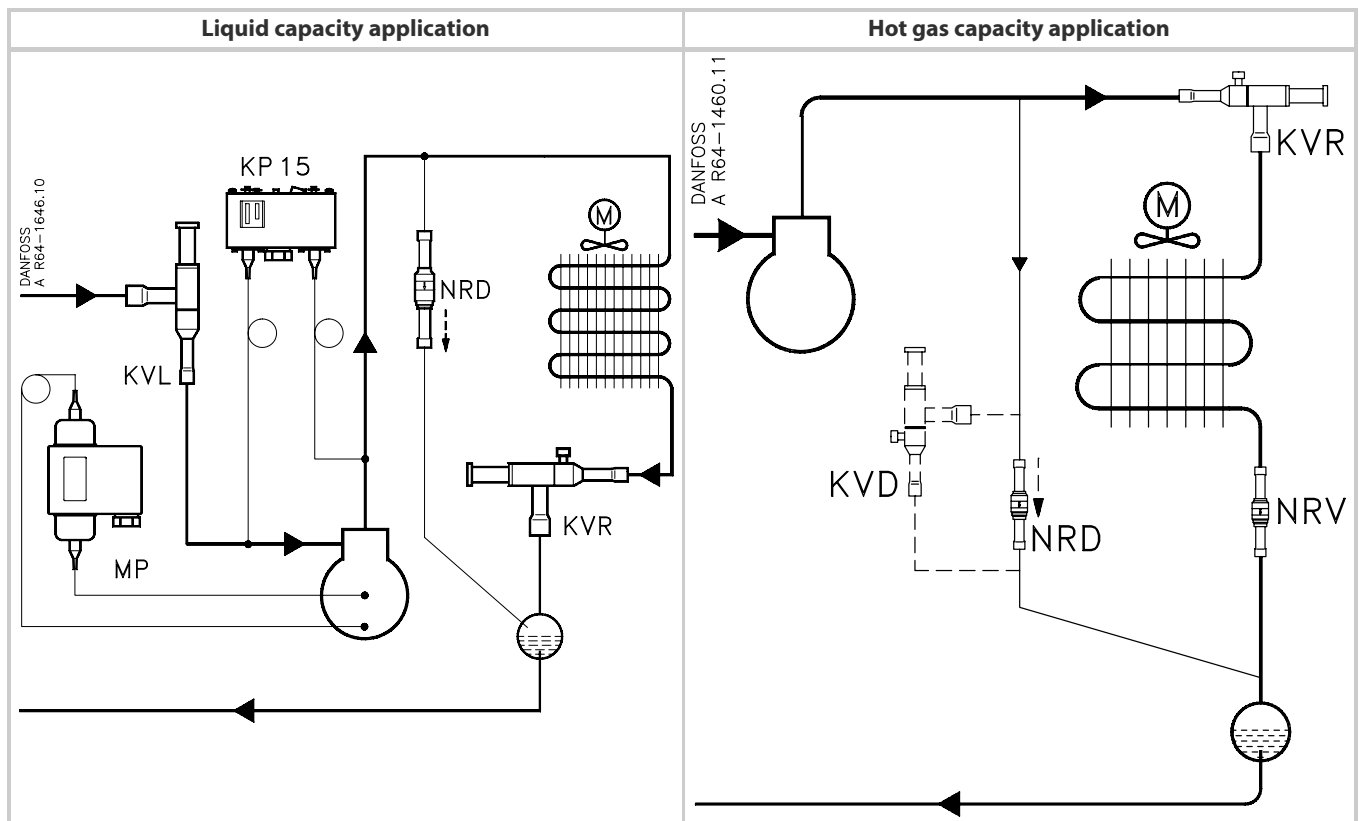 Liquid capacity application
Hot gas capacity application
DANFOSS
A R64-1646.10
KP 15
M
NRD
KVL
KVR
MP
DANFOSS
A R64-1460.11
KVR
M
KVD
NRD
NRV